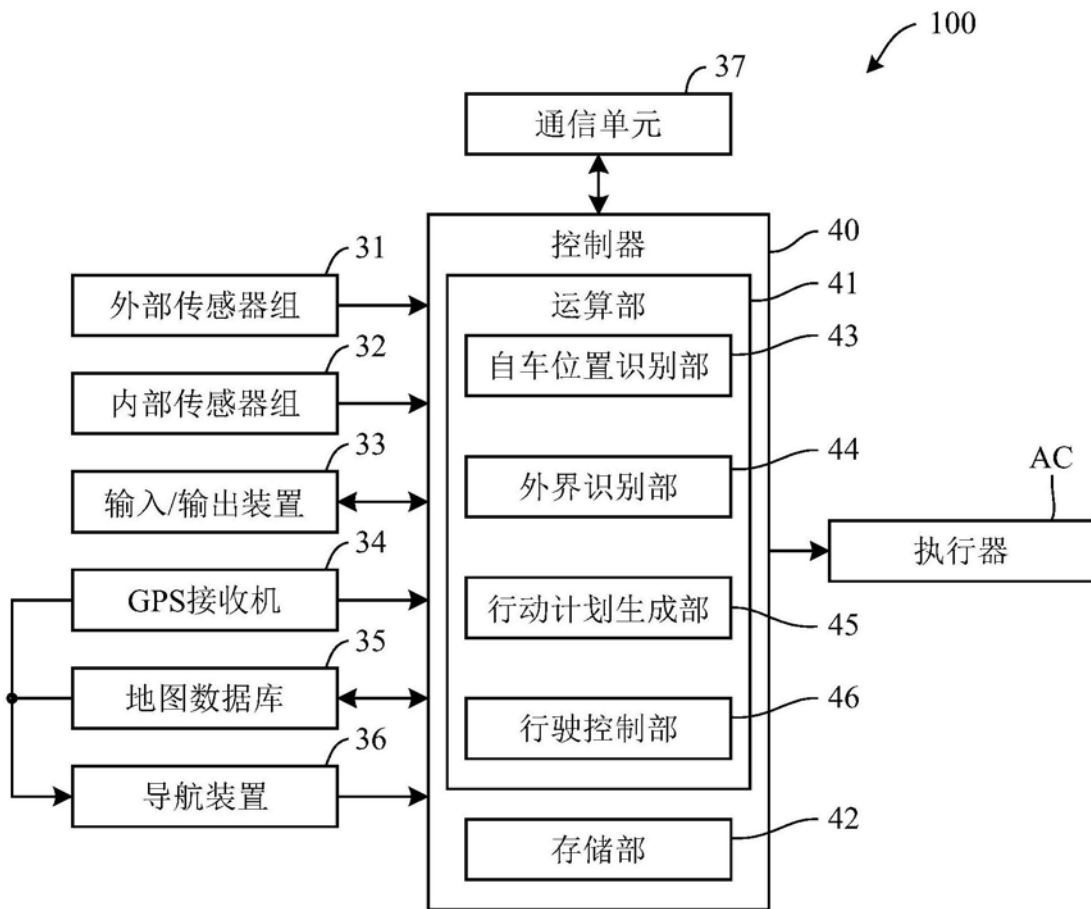 100
37
通信单元
控制器
40
31
外部传感器组
运算部
41
自车位置识别部
43
32
内部传感器组
33
输入/输出装置
外界识别部
44
AC
执行器
34
GPS接收机
行动计划生成部
45
35
地图数据库
36
导航装置
行驶控制部
46
存储部
42